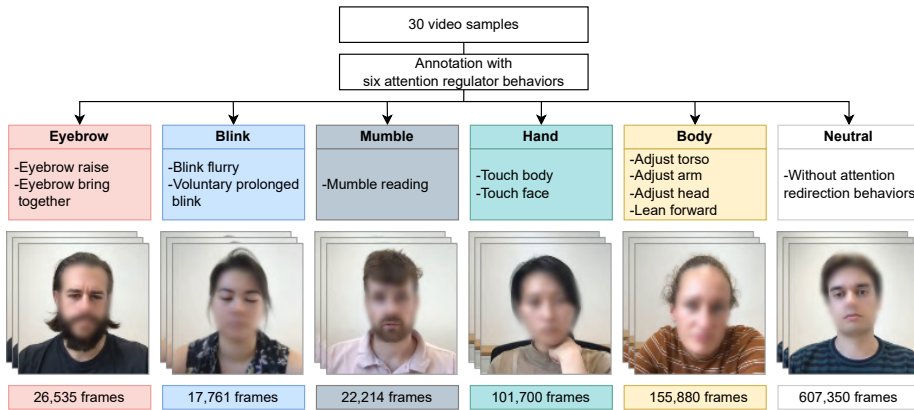 30 video samples
Annotation with
six attention regulator behaviors
Eyebrow
-Eyebrow raise
-Eyebrow bring
together
Blink
-Blink flurry
-Voluntary prolonged
blink
Mumble
-Mumble reading
Hand
-Touch body
-Touch face
Body
-Adjust torso
-Adjust arm
-Adjust head
-Lean forward
Neutral
-Without attention
redirection behaviors
26,535 frames
17,761 frames
22,214 frames
101,700 frames
155,880 frames
607,350 frames